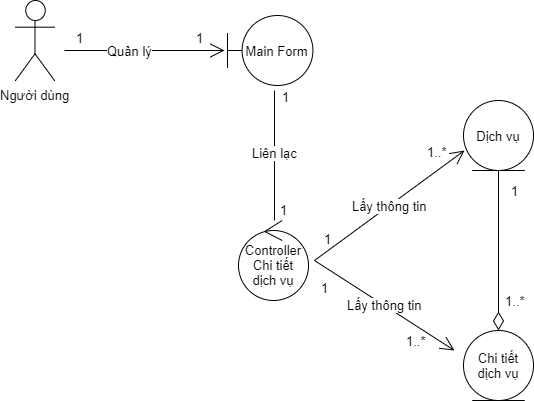 1
Quản lý
1
Main Form
Người dùng
1
Liên lạc
1
Controller
Chi tiết
dịch vụ
1
Lấy thông tin
1..*
Dịch vụ
1
1
Lấy thông tin
1..*
1..*
Chi tiết
dịch vụ